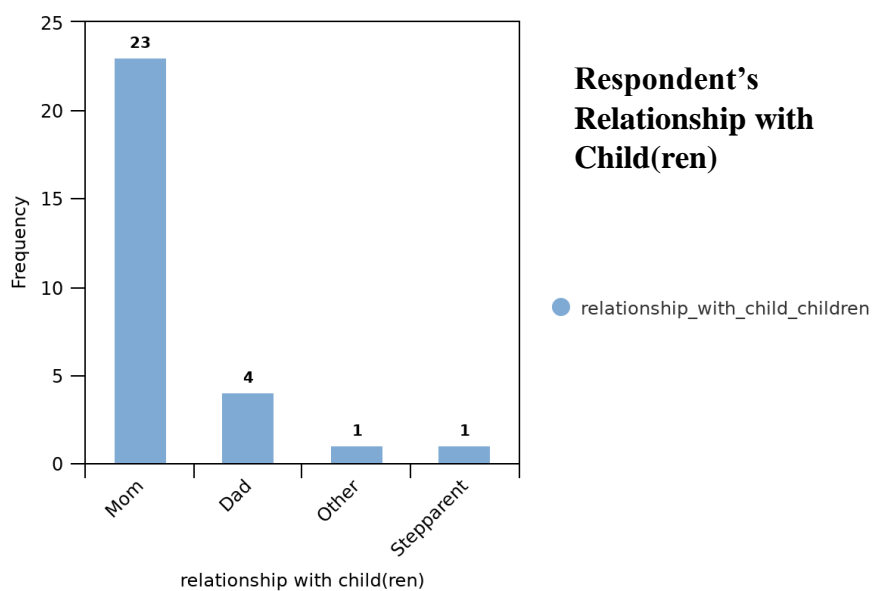 25
23
20
15
10
5
0
Frequency
4
1
1
Mom
Dad
Other
Stepparent
relationship with child(ren)
Respondent’s
Relationship with
Child(ren)
relationship_with_child_children